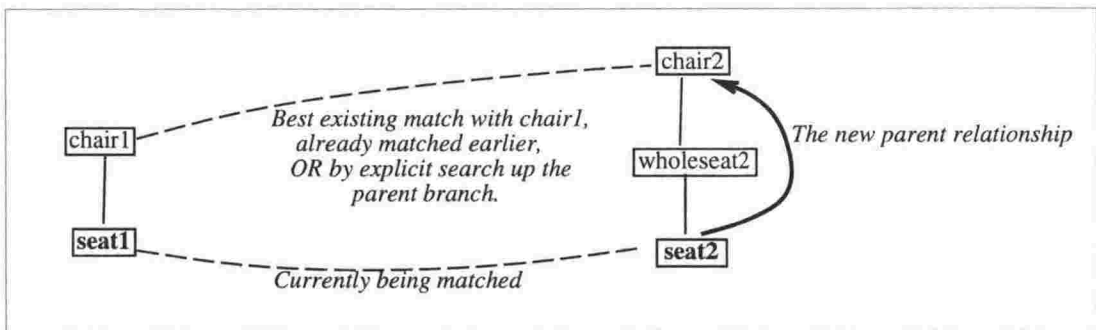 chair2
Best existing match with chair1,
already matched earlier,
OR by explicit search up the
parent branch.
The new parent relationship
chair1
wholeseat2
seat1
seat2
Currently being matched